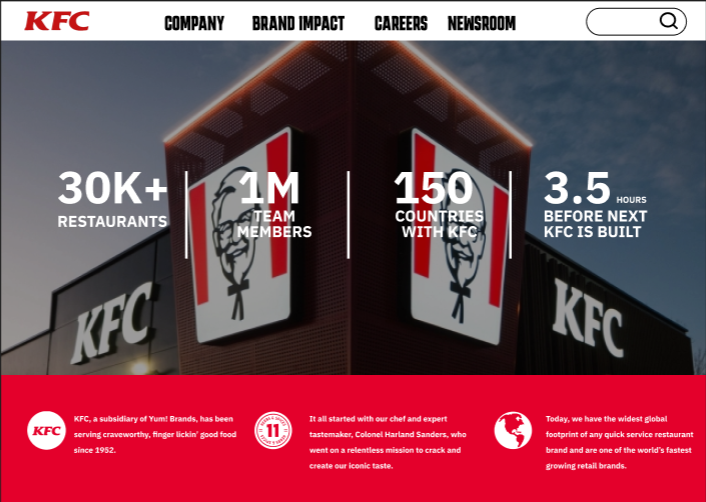 KFC
COMPANY BRAND IMPACT CAREERS NEWSROOM
30K+
RESTAURANTS
1M
TEAM
MEMBERS
150
COUNTRIES
WITH KFC
3.5 HOURS
BEFORE NEXT
KFC IS BUILT
KFC
KFC
KFC
KFC, a subsidiary of Yum! Brands, has been
serving craveworthy, finger lickin' good food
since 1952.
11
It all started with our chef and expert
tastemaker, Colonel Harland Sanders, who
went on a relentless mission to crack and
create our iconic taste.
Today, we have the widest global
footprint of any quick service restaurant
brand and are one of the world's fastest
growing retail brands.